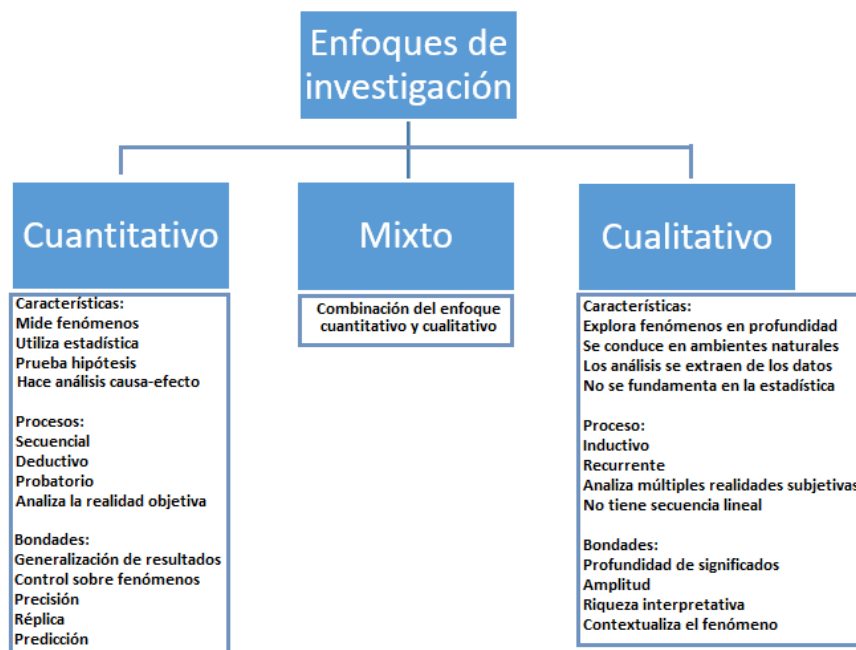 Enfoques de
investigación
Cuantitativo
Características:
Mide fenómenos
Utiliza estadística
Prueba hipótesis
Hace análisis causa-efecto
Procesos:
Secuencial
Deductivo
Probatorio
Analiza la realidad objetiva
Bondades:
Generalización de resultados
Control sobre fenómenos
Precisión
Réplica
Predicción
Mixto
Combinación del enfoque
cuantitativo y cualitativo
Cualitativo
Características:
Explora fenómenos en profundidad
Se conduce en ambientes naturales
Los análisis se extraen de los datos
No se fundamenta en la estadística
Proceso:
Inductivo
Recurrente
Analiza múltiples realidades subjetivas
No tiene secuencia lineal
Bondades:
Profundidad de significados
Amplitud
Riqueza interpretativa
Contextualiza el fenómeno